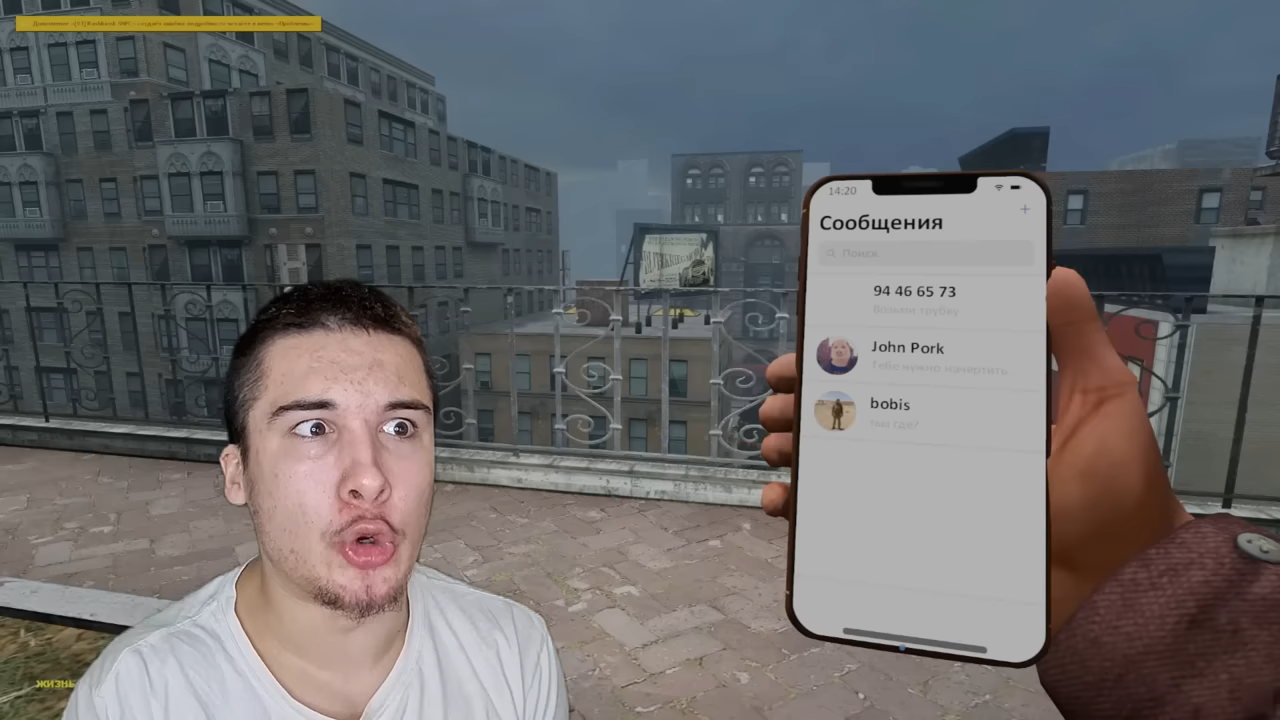 14:20
Сообщения
Поиск
94 46 65 73
Возьми трубку
John Pork
Тебе нужно начертить
bobis
ты где?